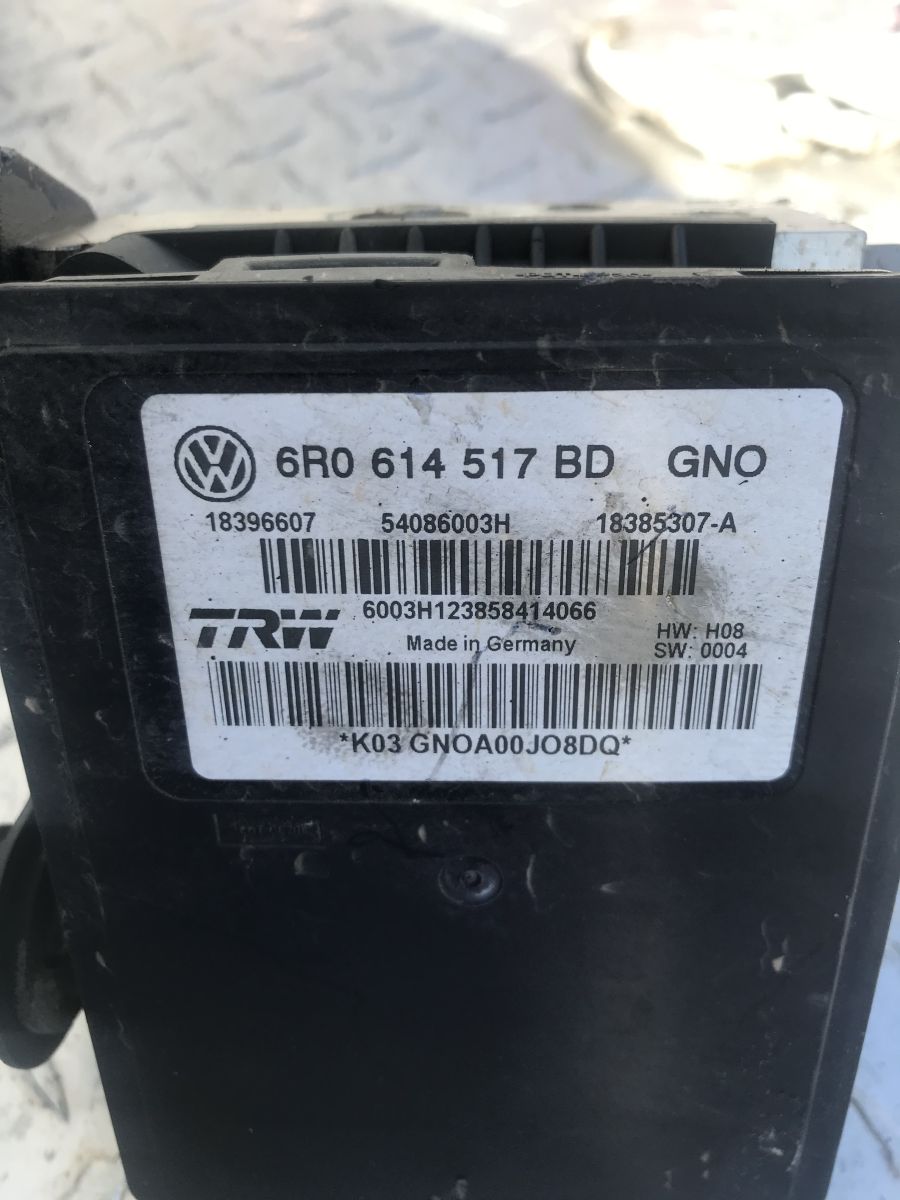 6R0 614 517 BD GNO
18396607 54086003H 18385307-A
6003H123858414066
TRW Made in Germany HW: H08
SW: 0004
*K03 GNOA00JO8DQ*